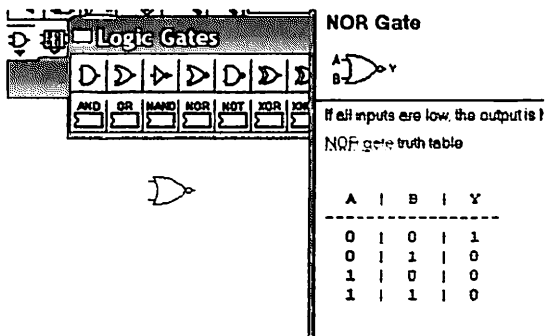 Logic Gates
AND OR NAND NOR NOT XOR
NOR Gate
A
B Y
If all inputs are low, the output is
NOR gate truth table
A | B | Y
---------------
0 | 0 | 1
0 | 1 | 0
1 | 0 | 0
1 | 1 | 0